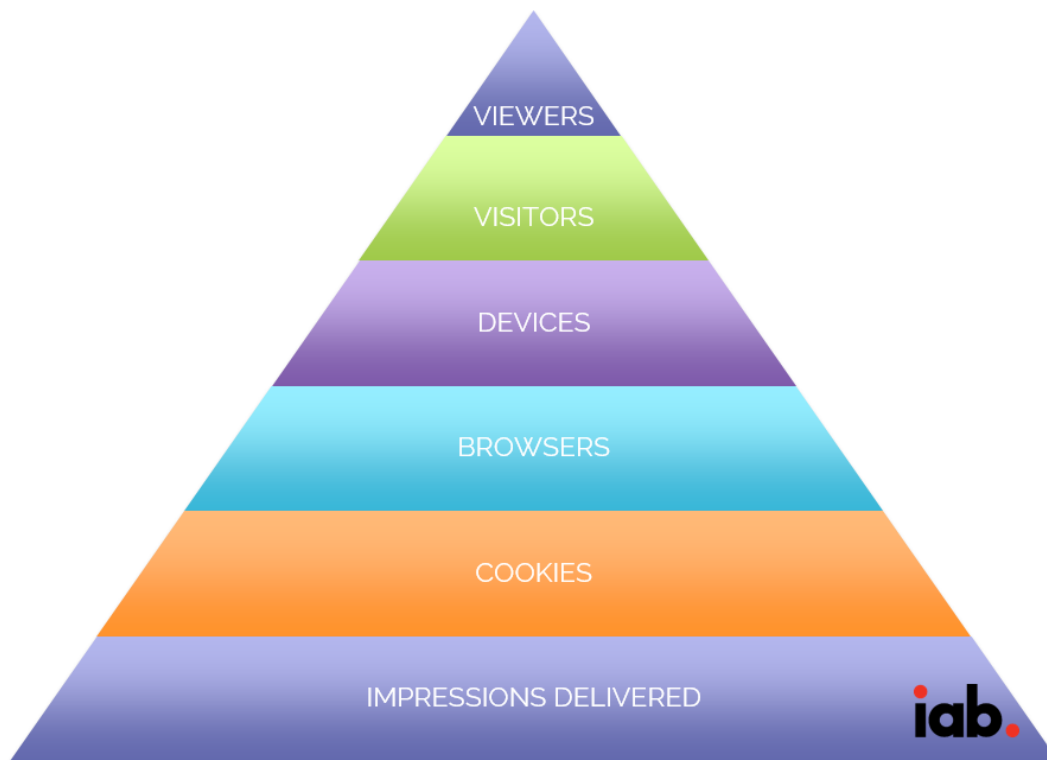 VIEWERS
VISITORS
DEVICES
BROWSERS
COOKIES
IMPRESSIONS DELIVERED
iab.